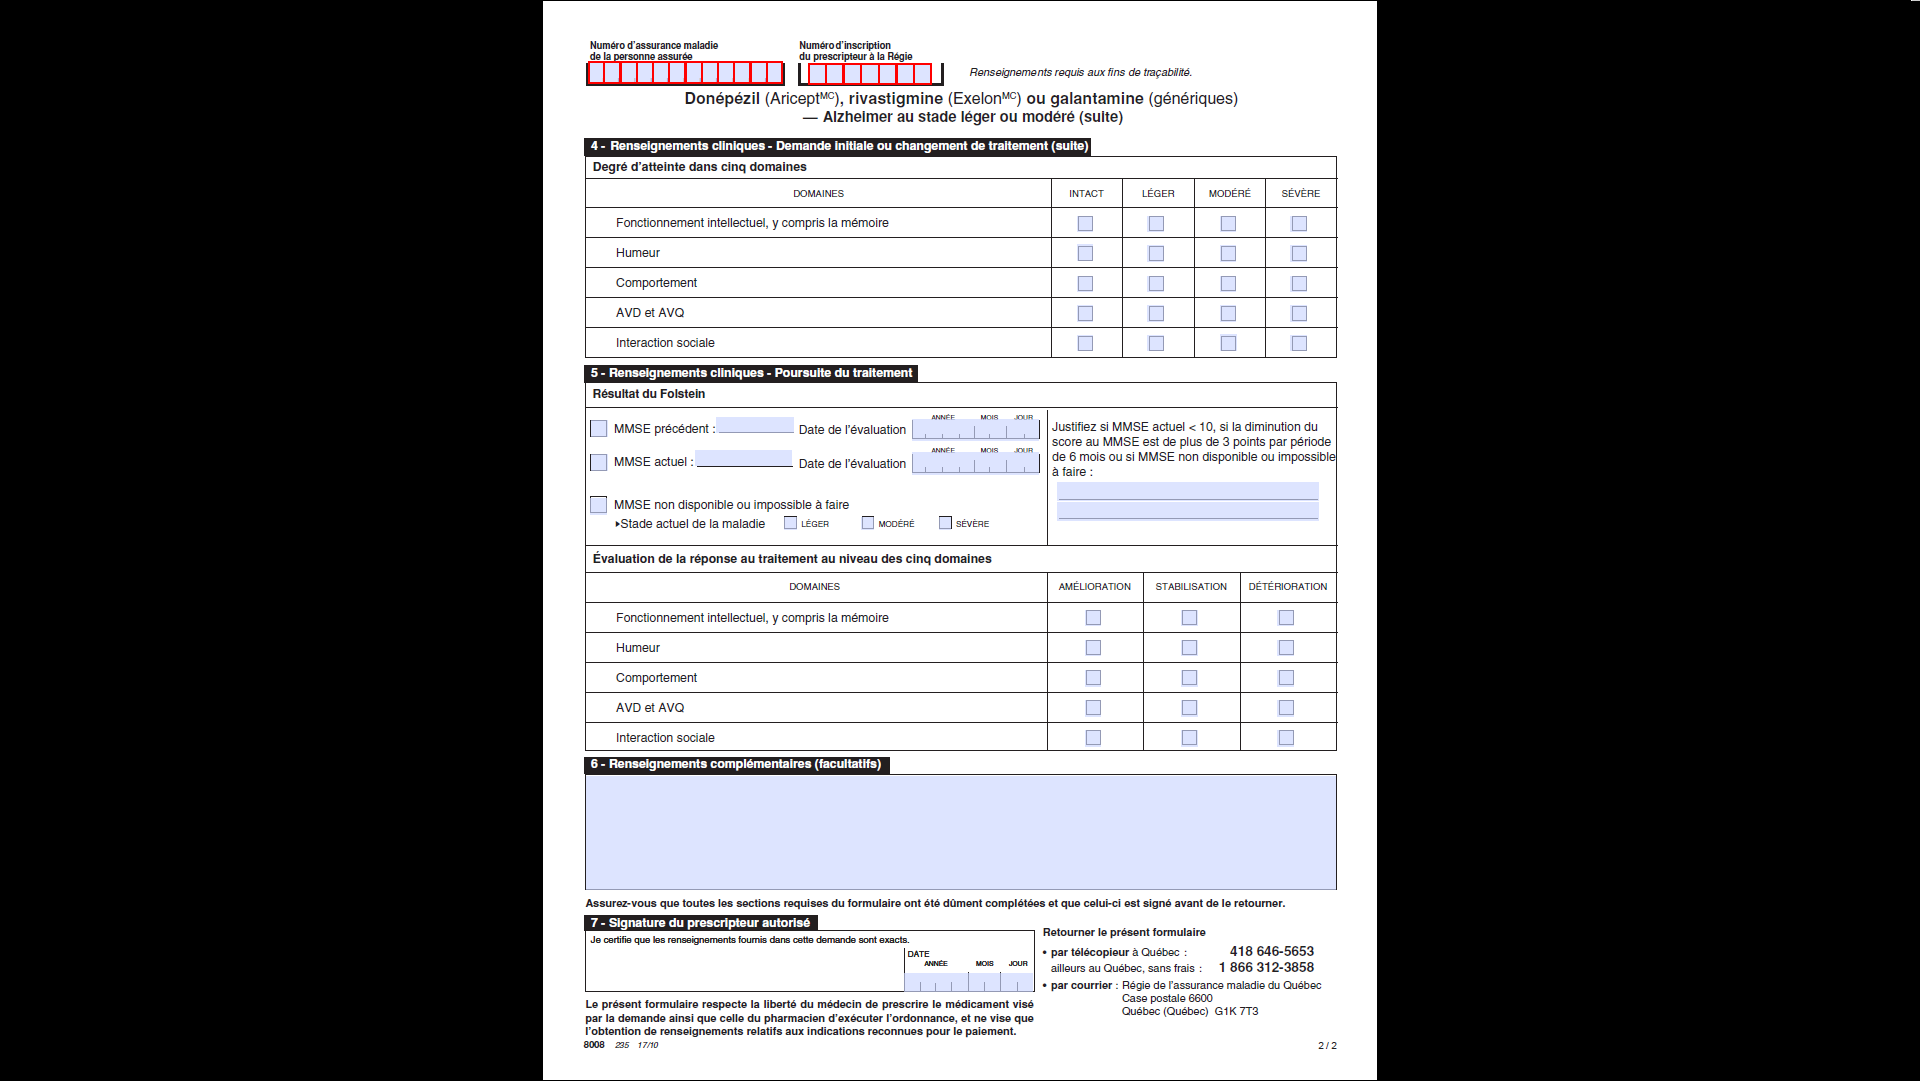 Numéro d'assurance maladie
de la personne assurée
Numéro d'inscription
du prescripteur à la Régie
Renseignements requis aux fins de traçabilité.
Donépézil (AriceptMC), rivastigmine (ExelonMC) ou galantamine (génériques)
— Alzheimer au stade léger ou modéré (suite)
4 - Renseignements cliniques - Demande initiale ou changement de traitement (suite)
Degré d'atteinte dans cinq domaines
DOMAINES INTACT LÉGER MODÉRÉ SÉVÈRE
Fonctionnement intellectuel, y compris la mémoire
Humeur
Comportement
AVD et AVQ
Interaction sociale
5 - Renseignements cliniques - Poursuite du traitement
Résultat du Folstein
ANNÉE MOIS JOUR
MMSE précédent : Date de l'évaluation
ANNÉE MOIS JOUR
MMSE actuel : Date de l'évaluation
MMSE non disponible ou impossible à faire
Stade actuel de la maladie LÉGER MODÉRÉ SÉVÈRE
Justifiez si MMSE actuel < 10, si la diminution du
score au MMSE est de plus de 3 points par période
de 6 mois ou si MMSE non disponible ou impossible
à faire :
Évaluation de la réponse au traitement au niveau des cinq domaines
DOMAINES AMÉLIORATION STABILISATION DÉTÉRIORATION
Fonctionnement intellectuel, y compris la mémoire
Humeur
Comportement
AVD et AVQ
Interaction sociale
6 - Renseignements complémentaires (facultatifs)
Assurez-vous que toutes les sections requises du formulaire ont été dûment complétées et que celui-ci est signé avant de le retourner.
7 - Signature du prescripteur autorisé
Je certifie que les renseignements fournis dans cette demande sont exacts.
DATE
ANNÉE MOIS JOUR
Le présent formulaire respecte la liberté du médecin de prescrire le médicament visé
par la demande ainsi que celle du pharmacien d'exécuter l'ordonnance, et ne vise que
l'obtention de renseignements relatifs aux indications reconnues pour le paiement.
Retourner le présent formulaire
• par télécopieur à Québec : 418 646-5653
ailleurs au Québec, sans frais : 1 866 312-3858
• par courrier : Régie de l'assurance maladie du Québec
Case postale 6600
Québec (Québec) G1K 7T3
8008 235 17/10
2 / 2